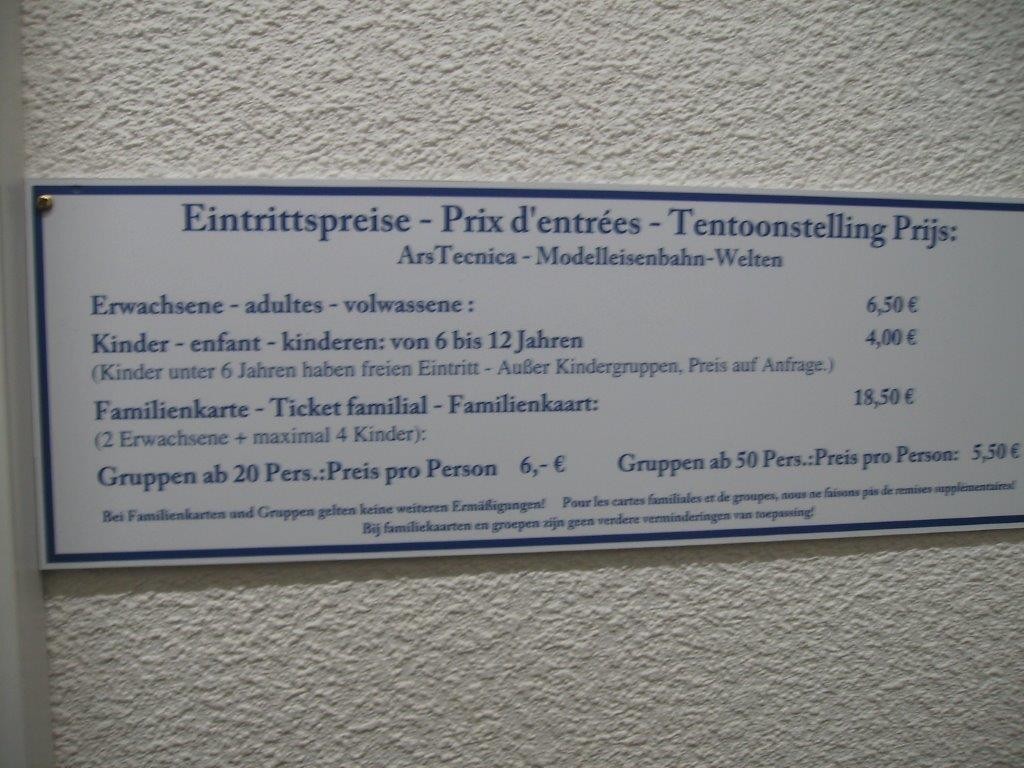 Eintrittspreise - Prix d'entrées - Tentoonstelling Prijs:
ArsTecnica - Modelleisenbahn-Welten
Erwachsene - adultes - volwassene : 6,50 €
Kinder - enfant - kinderen: von 6 bis 12 Jahren 4,00 €
(Kinder unter 6 Jahren haben freien Eintritt - Außer Kindergruppen, Preis auf Anfrage.)
Familienkarte - Ticket familial - Familienkaart: 18,50 €
(2 Erwachsene + maximal 4 Kinder):
Gruppen ab 20 Pers.:Preis pro Person 6,- € Gruppen ab 50 Pers.:Preis pro Person: 5,50 €
Bei Familienkarten und Gruppen gelten keine weiteren Ermäßigungen! Pour les cartes familiales et de groupes, nous ne faisons pas de remises supplémentaires!
Bij familiekaarten en groepen zijn geen verdere verminderingen van toepassing!